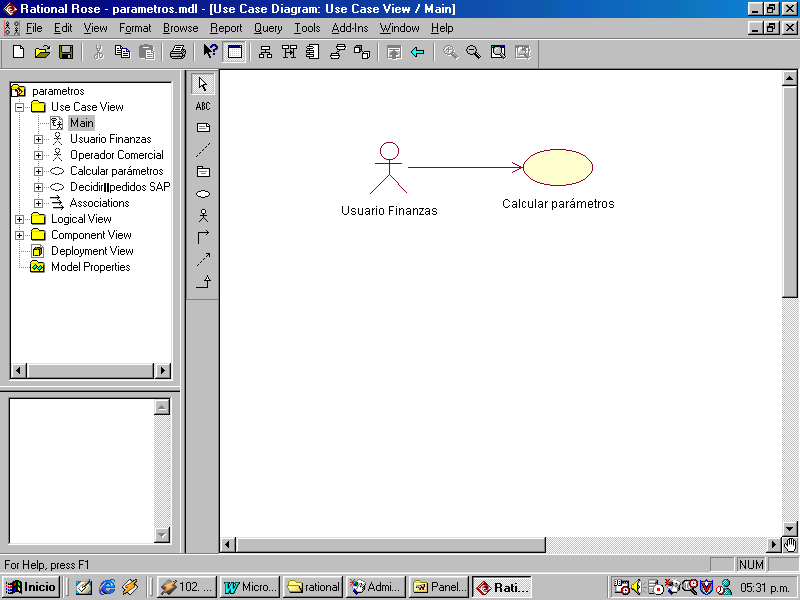 Rational Rose - parametros.mdl - [Use Case Diagram: Use Case View / Main]
File Edit View Format Browse Report Query Tools Add-Ins Window Help
parametros
Use Case View
Main
Usuario Finanzas
Operador Comercial
Calcular parámetros
Decidir||pedidos SAP
Associations
Logical View
Component View
Deployment View
Model Properties
ABC
Usuario Finanzas
Calcular parámetros
For Help, press F1
NUM
Inicio
102. ...
Micro...
rational
Admi...
Panel...
Rati...
05:31 p.m.